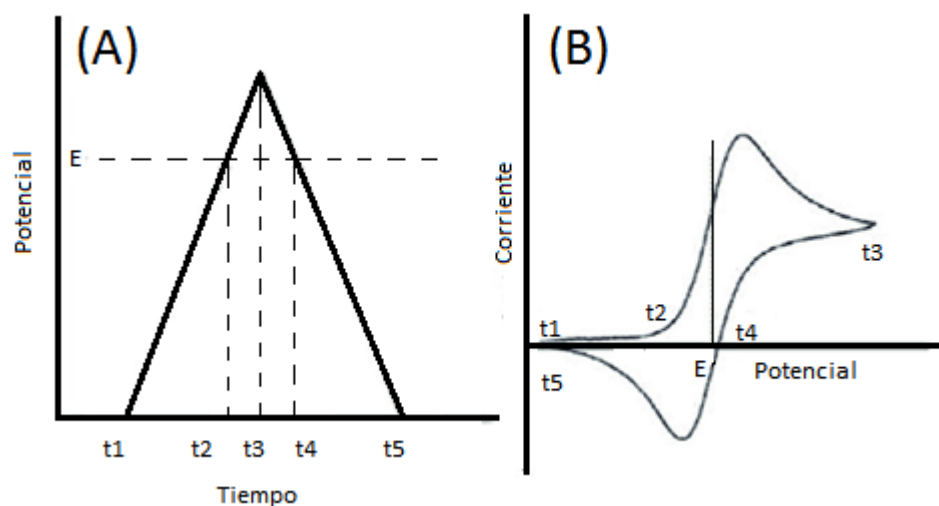 (A)
Potencial
E
t1
t2
t3
t4
t5
Tiempo
(B)
Corriente
t1
t2
t3
t4
E
Potencial
t5